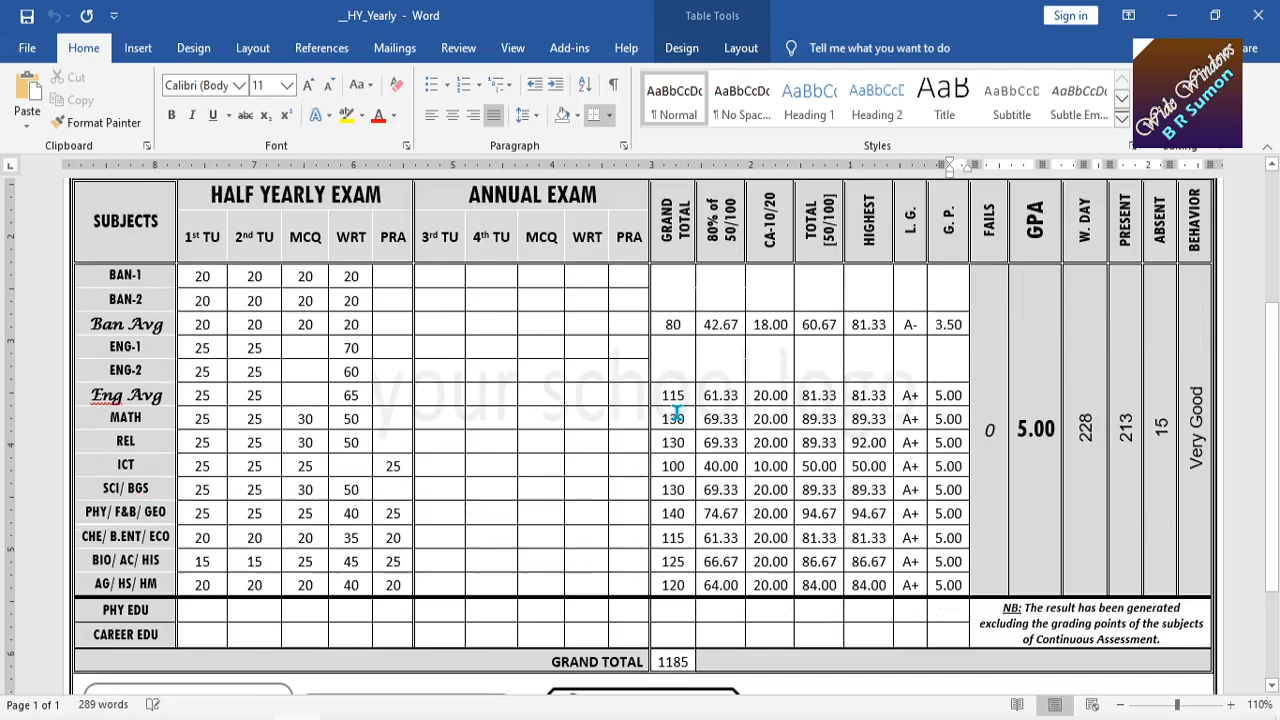 __HY_Yearly - Word
Table Tools
Sign in
File Home Insert Design Layout References Mailings Review View Add-ins Help Design Layout Tell me what you want to do
Wide Windows
B R Sumon
Paste
Cut
Copy
Format Painter
Clipboard
Calibri (Body 11
Font
Paragraph
AaBbCcDc AaBbCcDc AaBbCc AaBbCcD AaB AaBbCcD AaBbCcDc
¶ Normal ¶ No Spac... Heading 1 Heading 2 Title Subtitle Subtle Em...
Styles
SUBJECTS HALF YEARLY EXAM ANNUAL EXAM GRAND TOTAL 80% of 50/100 CA-10/20 TOTAL [50/100] HIGHEST L. G. G. P. FAILS GPA W. DAY PRESENT ABSENT BEHAVIOR
1st TU 2nd TU MCQ WRT PRA 3rd TU 4th TU MCQ WRT PRA
BAN-1 20 20 20 20
BAN-2 20 20 20 20
Ban Avg 20 20 20 20 80 42.67 18.00 60.67 81.33 A- 3.50
ENG-1 25 25 70
ENG-2 25 25 60
Eng Avg 25 25 65 115 61.33 20.00 81.33 81.33 A+ 5.00
MATH 25 25 30 50 130 69.33 20.00 89.33 89.33 A+ 5.00
REL 25 25 30 50 130 69.33 20.00 89.33 92.00 A+ 5.00
ICT 25 25 25 25 100 40.00 10.00 50.00 50.00 A+ 5.00
SCI/ BGS 25 25 30 50 130 69.33 20.00 89.33 89.33 A+ 5.00
PHY/ F&B/ GEO 25 25 25 40 25 140 74.67 20.00 94.67 94.67 A+ 5.00
CHE/ B.ENT/ ECO 20 20 20 35 20 115 61.33 20.00 81.33 81.33 A+ 5.00
BIO/ AC/ HIS 15 15 25 45 25 125 66.67 20.00 86.67 86.67 A+ 5.00
AG/ HS/ HM 20 20 20 40 20 120 64.00 20.00 84.00 84.00 A+ 5.00
0 5.00 228 213 15 Very Good
your school logo
PHY EDU
CAREER EDU
NB: The result has been generated
excluding the grading points of the subjects
of Continuous Assessment.
GRAND TOTAL 1185
Page 1 of 1 289 words 110%